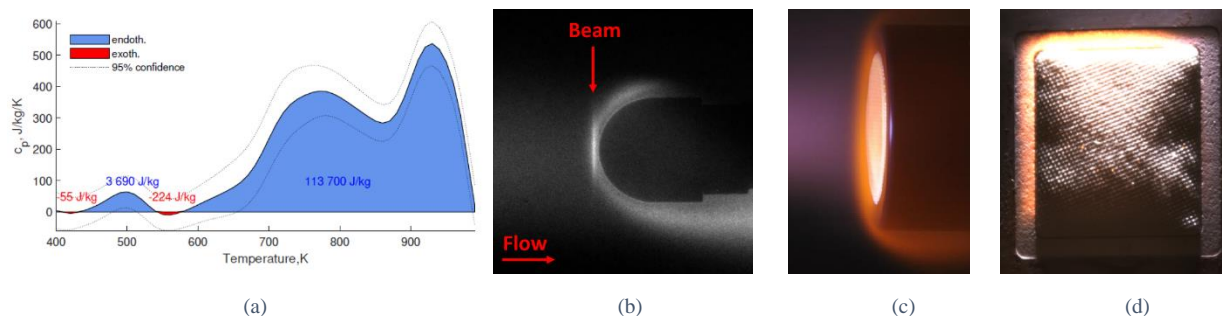 600
500
400
300
200
100
0
c_p, J/kg/K
endoth.
exoth.
95% confidence
-55 J/kg
3 690 J/kg
-224 J/kg
113 700 J/kg
400 500 600 700 800 900
Temperature,K
Beam
Flow
(a) (b) (c) (d)